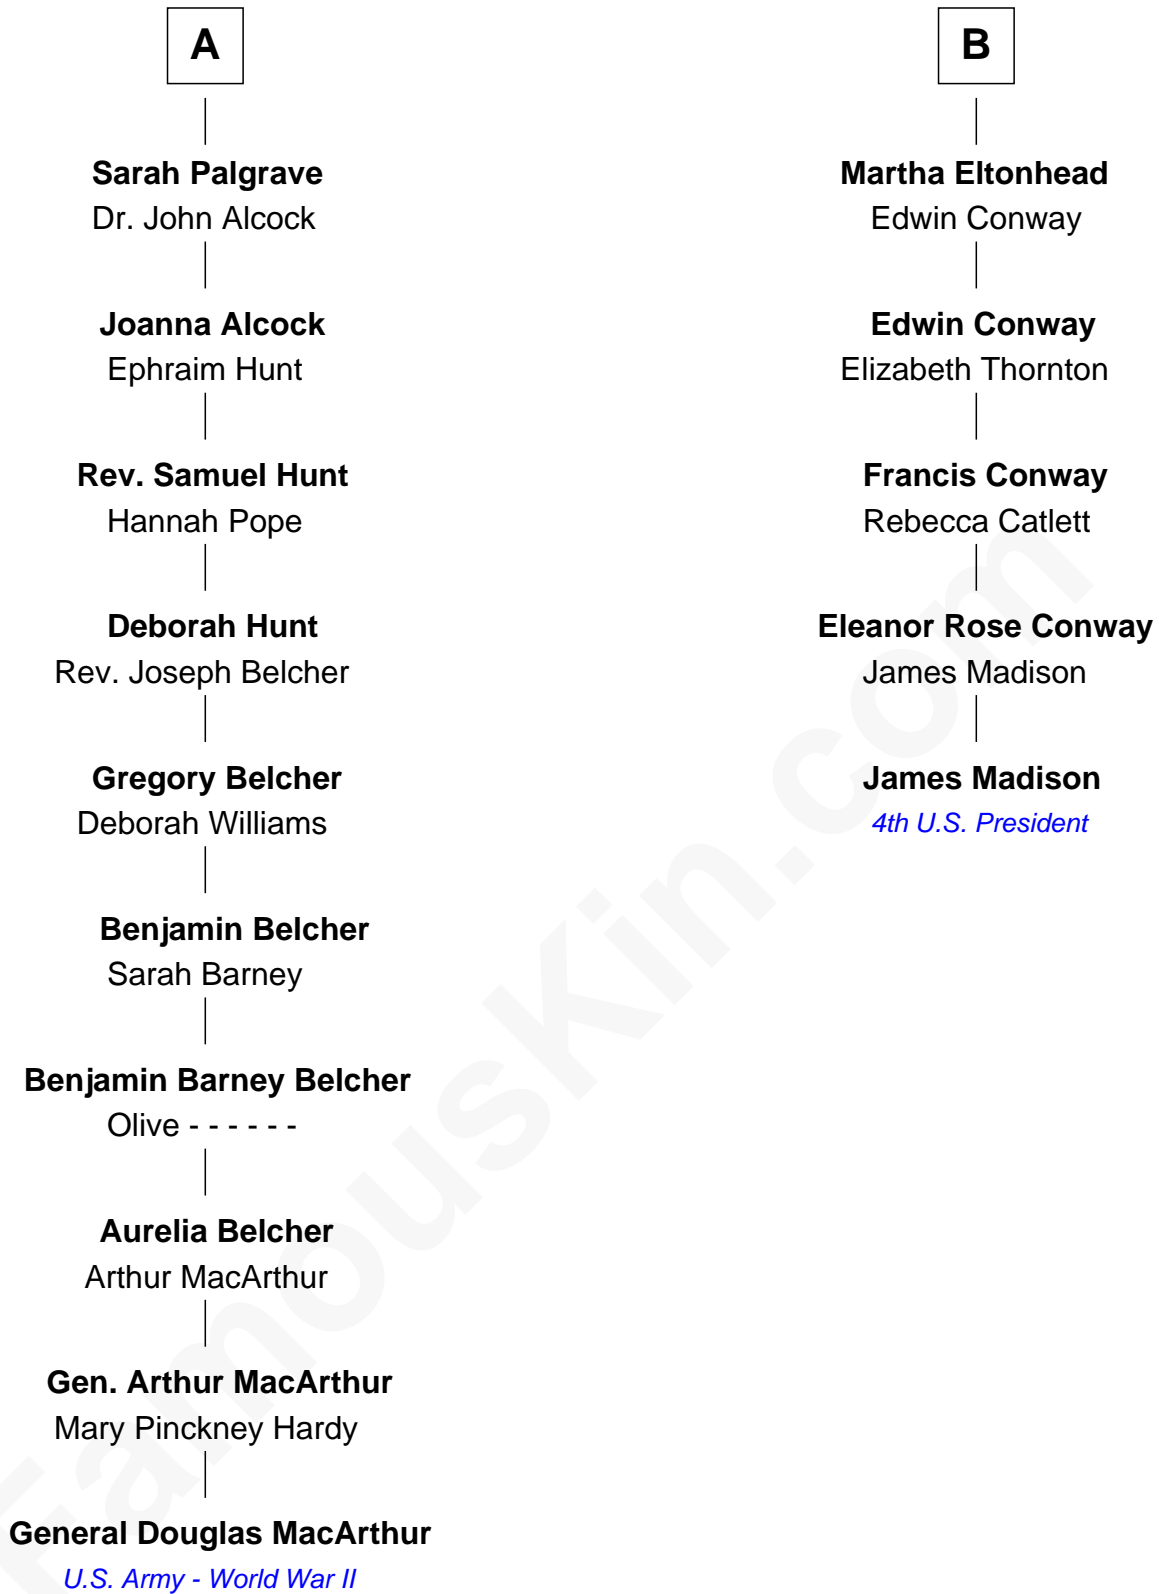 A
Sarah Palgrave
Dr. John Alcock
Joanna Alcock
Ephraim Hunt
Rev. Samuel Hunt
Hannah Pope
Deborah Hunt
Rev. Joseph Belcher
Gregory Belcher
Deborah Williams
Benjamin Belcher
Sarah Barney
Benjamin Barney Belcher
Olive - - - - - -
Aurelia Belcher
Arthur MacArthur
Gen. Arthur MacArthur
Mary Pinckney Hardy
General Douglas MacArthur
U.S. Army - World War II
B
Martha Eltonhead
Edwin Conway
Edwin Conway
Elizabeth Thornton
Francis Conway
Rebecca Catlett
Eleanor Rose Conway
James Madison
James Madison
4th U.S. President
FamousKin.com